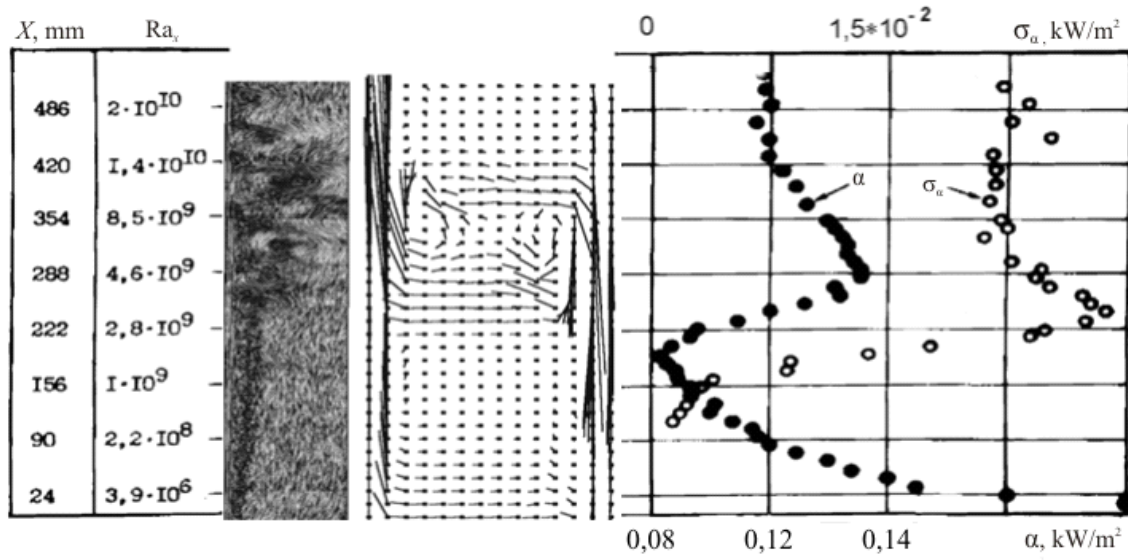 X, mm Raₓ 0 1,5*10⁻² σα, kW/m²
486 2·10¹⁰
420 1,4·10¹⁰
α
σα
354 8,5·10⁹
288 4,6·10⁹
222 2,8·10⁹
156 1·10⁹
90 2,2·10⁸
24 3,9·10⁶
0,08 0,12 0,14 α, kW/m²